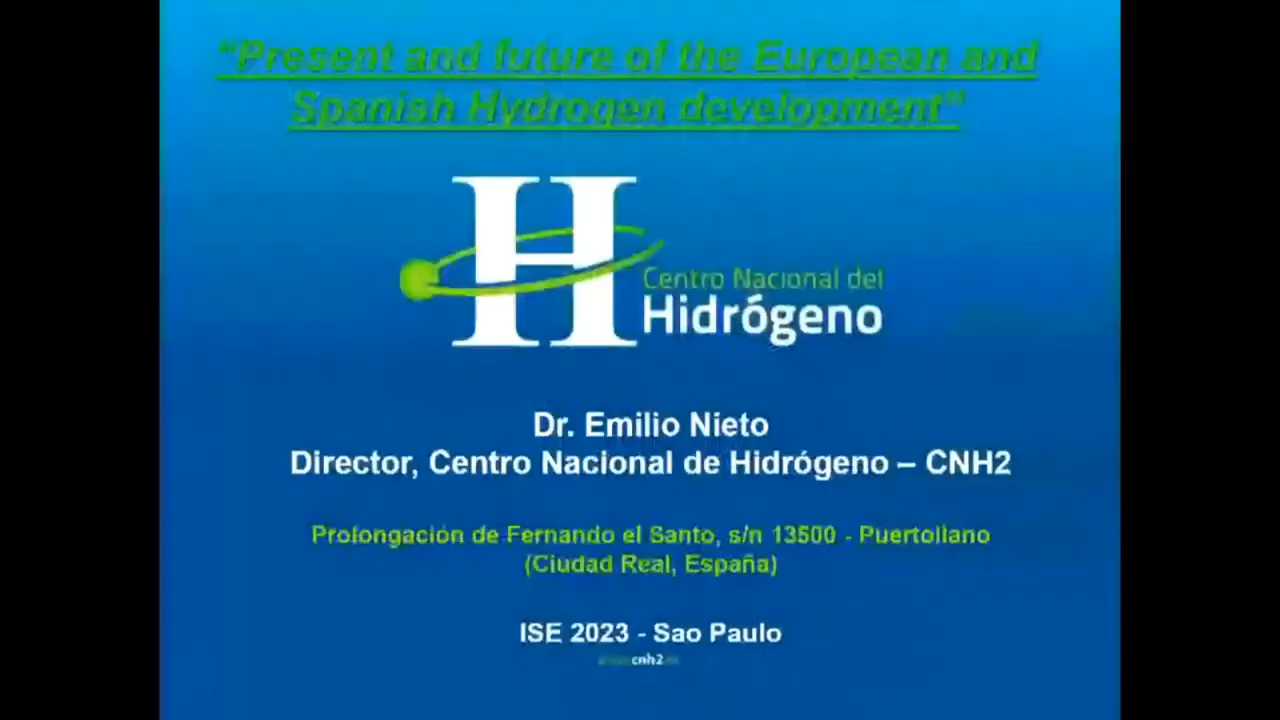 "Present and future of the European and
Spanish Hydrogen development"
H
Centro Nacional del
Hidrógeno
Dr. Emilio Nieto
Director, Centro Nacional de Hidrógeno – CNH2
Prolongación de Fernando el Santo, s/n 13500 - Puertollano
(Ciudad Real, España)
ISE 2023 - Sao Paulo
cnh2